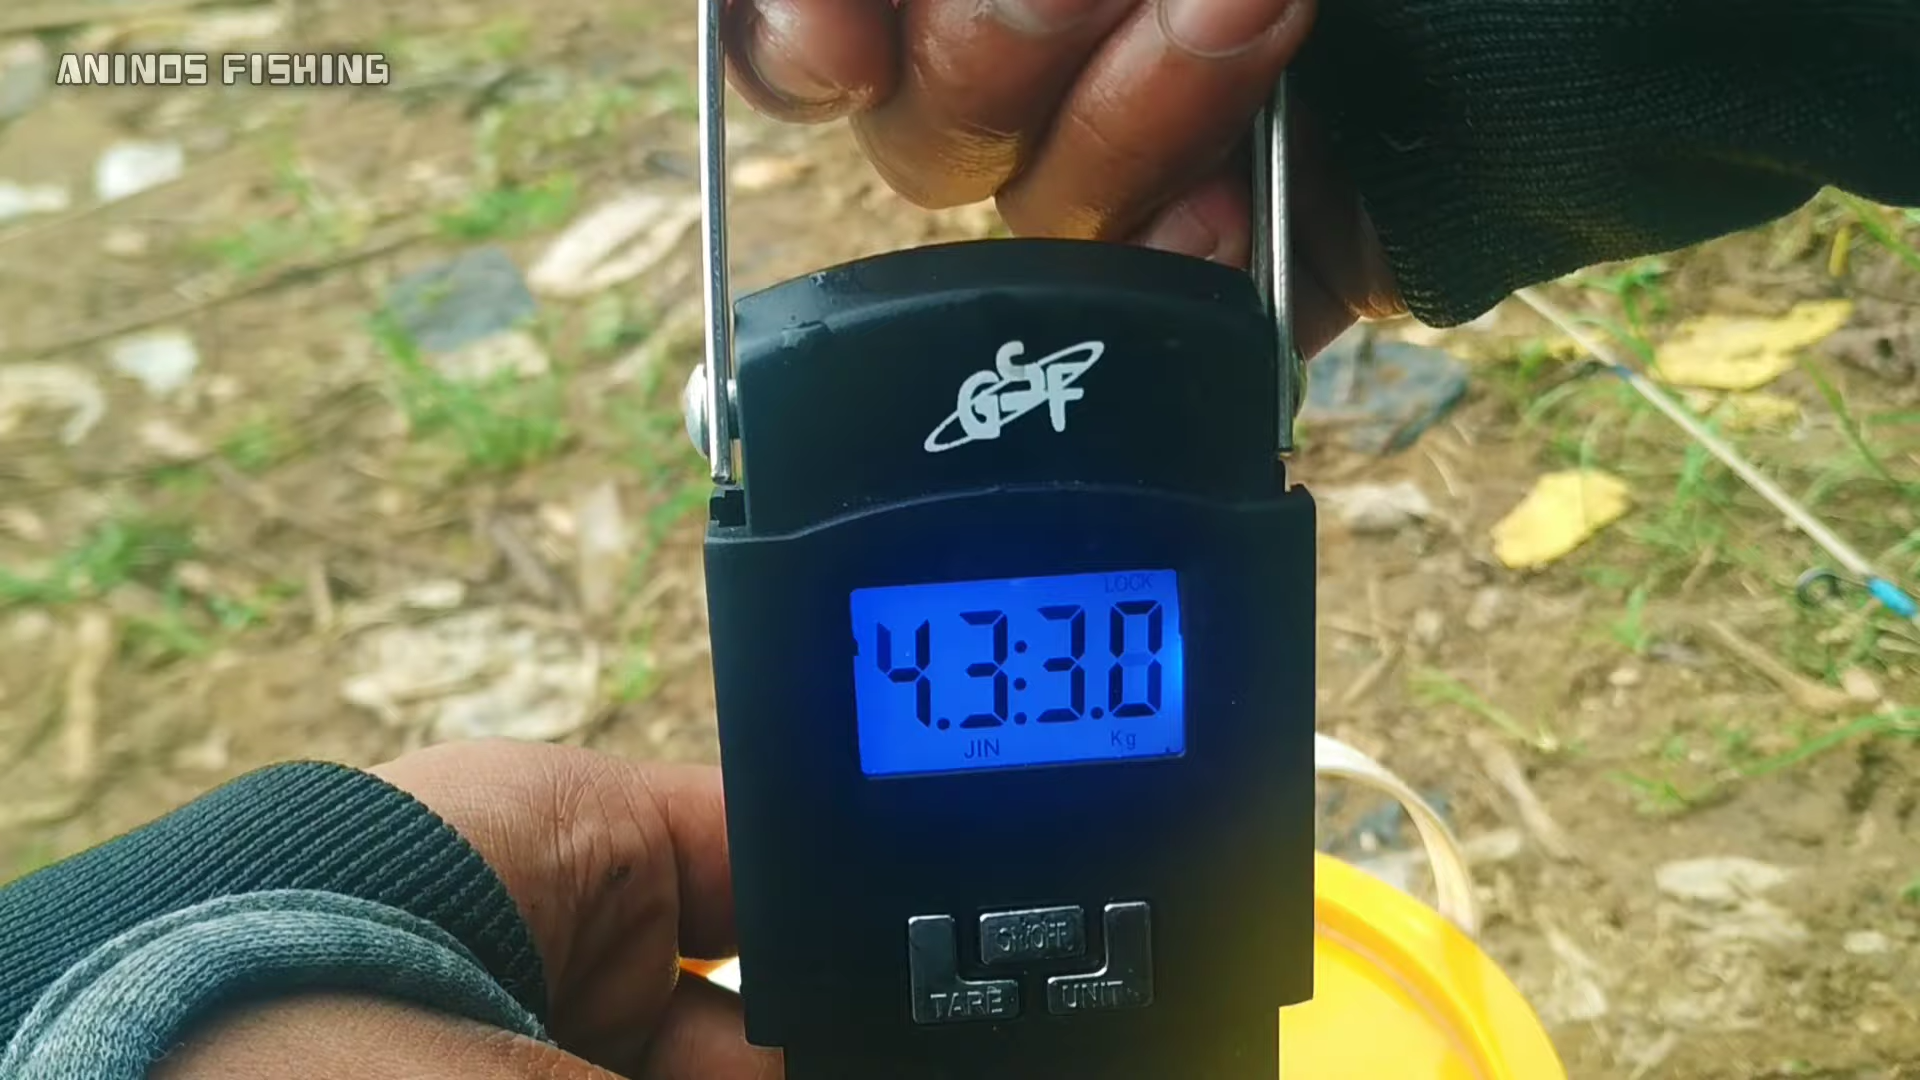 ANINOS FISHING
GSF
LOCK
4.3:3.0
JIN Kg
ON/OFF
TARE UNIT